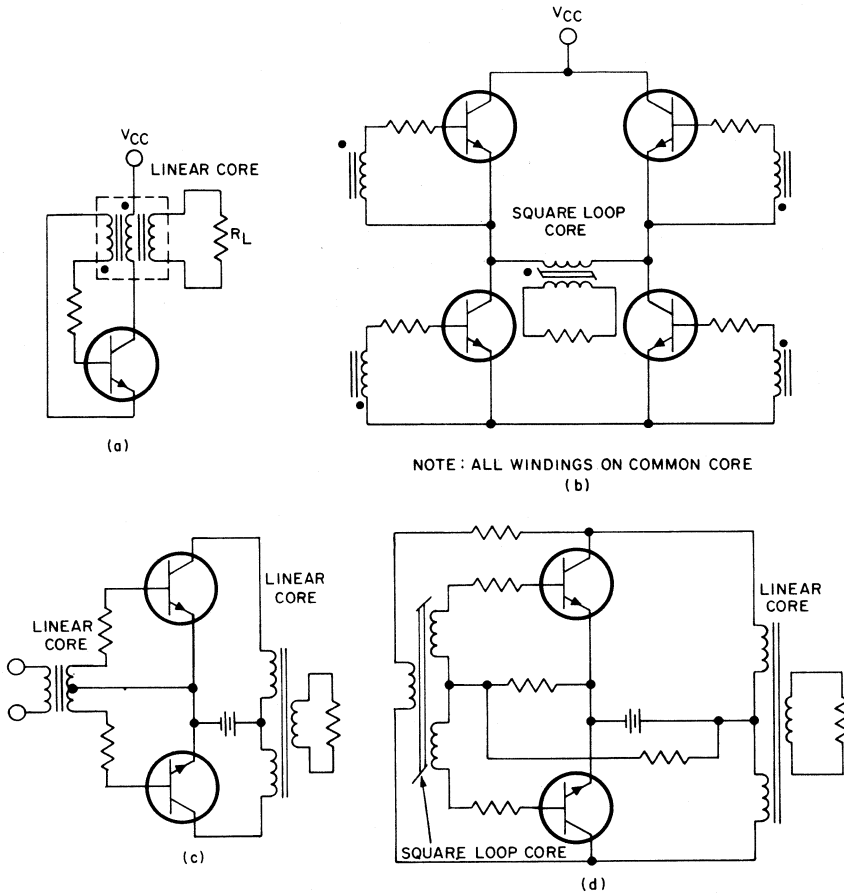 VCC
LINEAR CORE
RL
(a)
VCC
SQUARE LOOP
CORE
NOTE: ALL WINDINGS ON COMMON CORE
(b)
LINEAR
CORE
LINEAR
CORE
(c)
LINEAR
CORE
SQUARE LOOP CORE
(d)